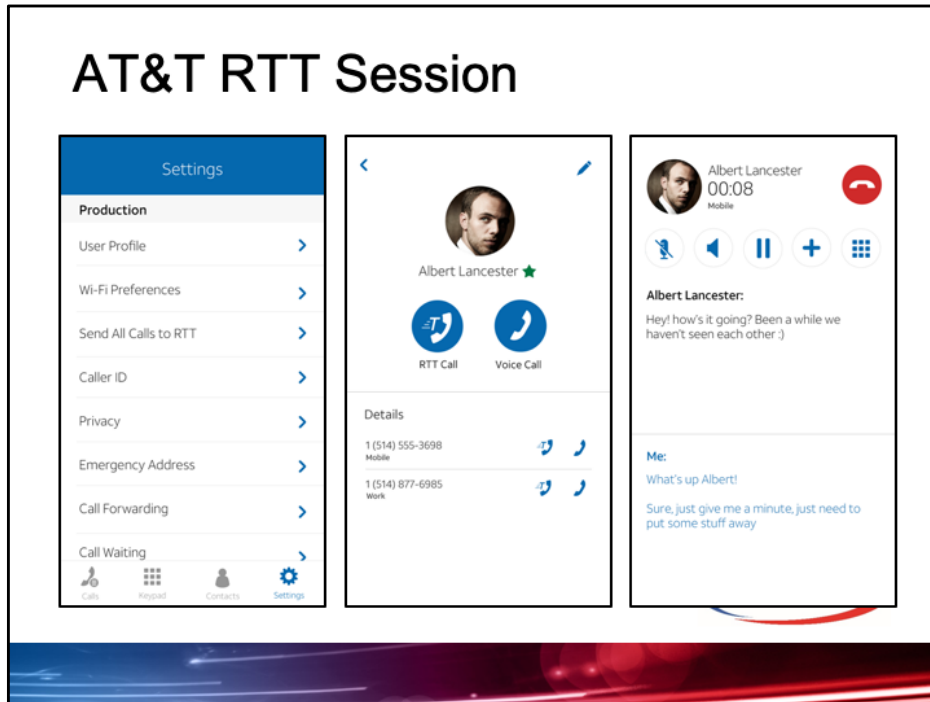 AT&T RTT Session
Settings
Production
User Profile
Wi-Fi Preferences
Send All Calls to RTT
Caller ID
Privacy
Emergency Address
Call Forwarding
Call Waiting
Calls
Keypad
Contacts
Settings
Albert Lancester
RTT Call
Voice Call
Details
1 (514) 555-3698
Mobile
1 (514) 877-6985
Work
Albert Lancester
00:08
Mobile
Albert Lancester:
Hey! how's it going? Been a while we
haven't seen each other :)
Me:
What's up Albert!
Sure, just give me a minute, just need to
put some stuff away